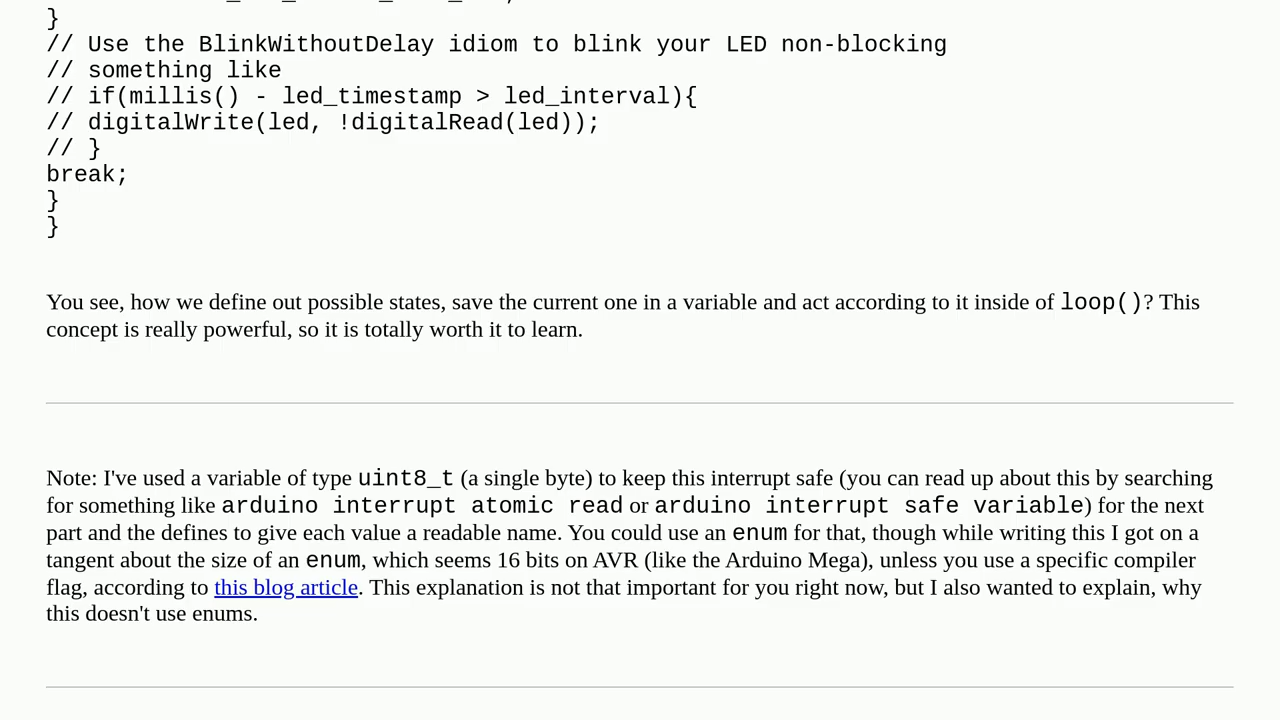 }
// Use the BlinkWithoutDelay idiom to blink your LED non-blocking
// something like
// if(millis() - led_timestamp > led_interval){
// digitalWrite(led, !digitalRead(led));
// }
break;
}
}
You see, how we define out possible states, save the current one in a variable and act according to it inside of loop()? This
concept is really powerful, so it is totally worth it to learn.
Note: I've used a variable of type uint8_t (a single byte) to keep this interrupt safe (you can read up about this by searching
for something like arduino interrupt atomic read or arduino interrupt safe variable) for the next
part and the defines to give each value a readable name. You could use an enum for that, though while writing this I got on a
tangent about the size of an enum, which seems 16 bits on AVR (like the Arduino Mega), unless you use a specific compiler
flag, according to this blog article. This explanation is not that important for you right now, but I also wanted to explain, why
this doesn't use enums.